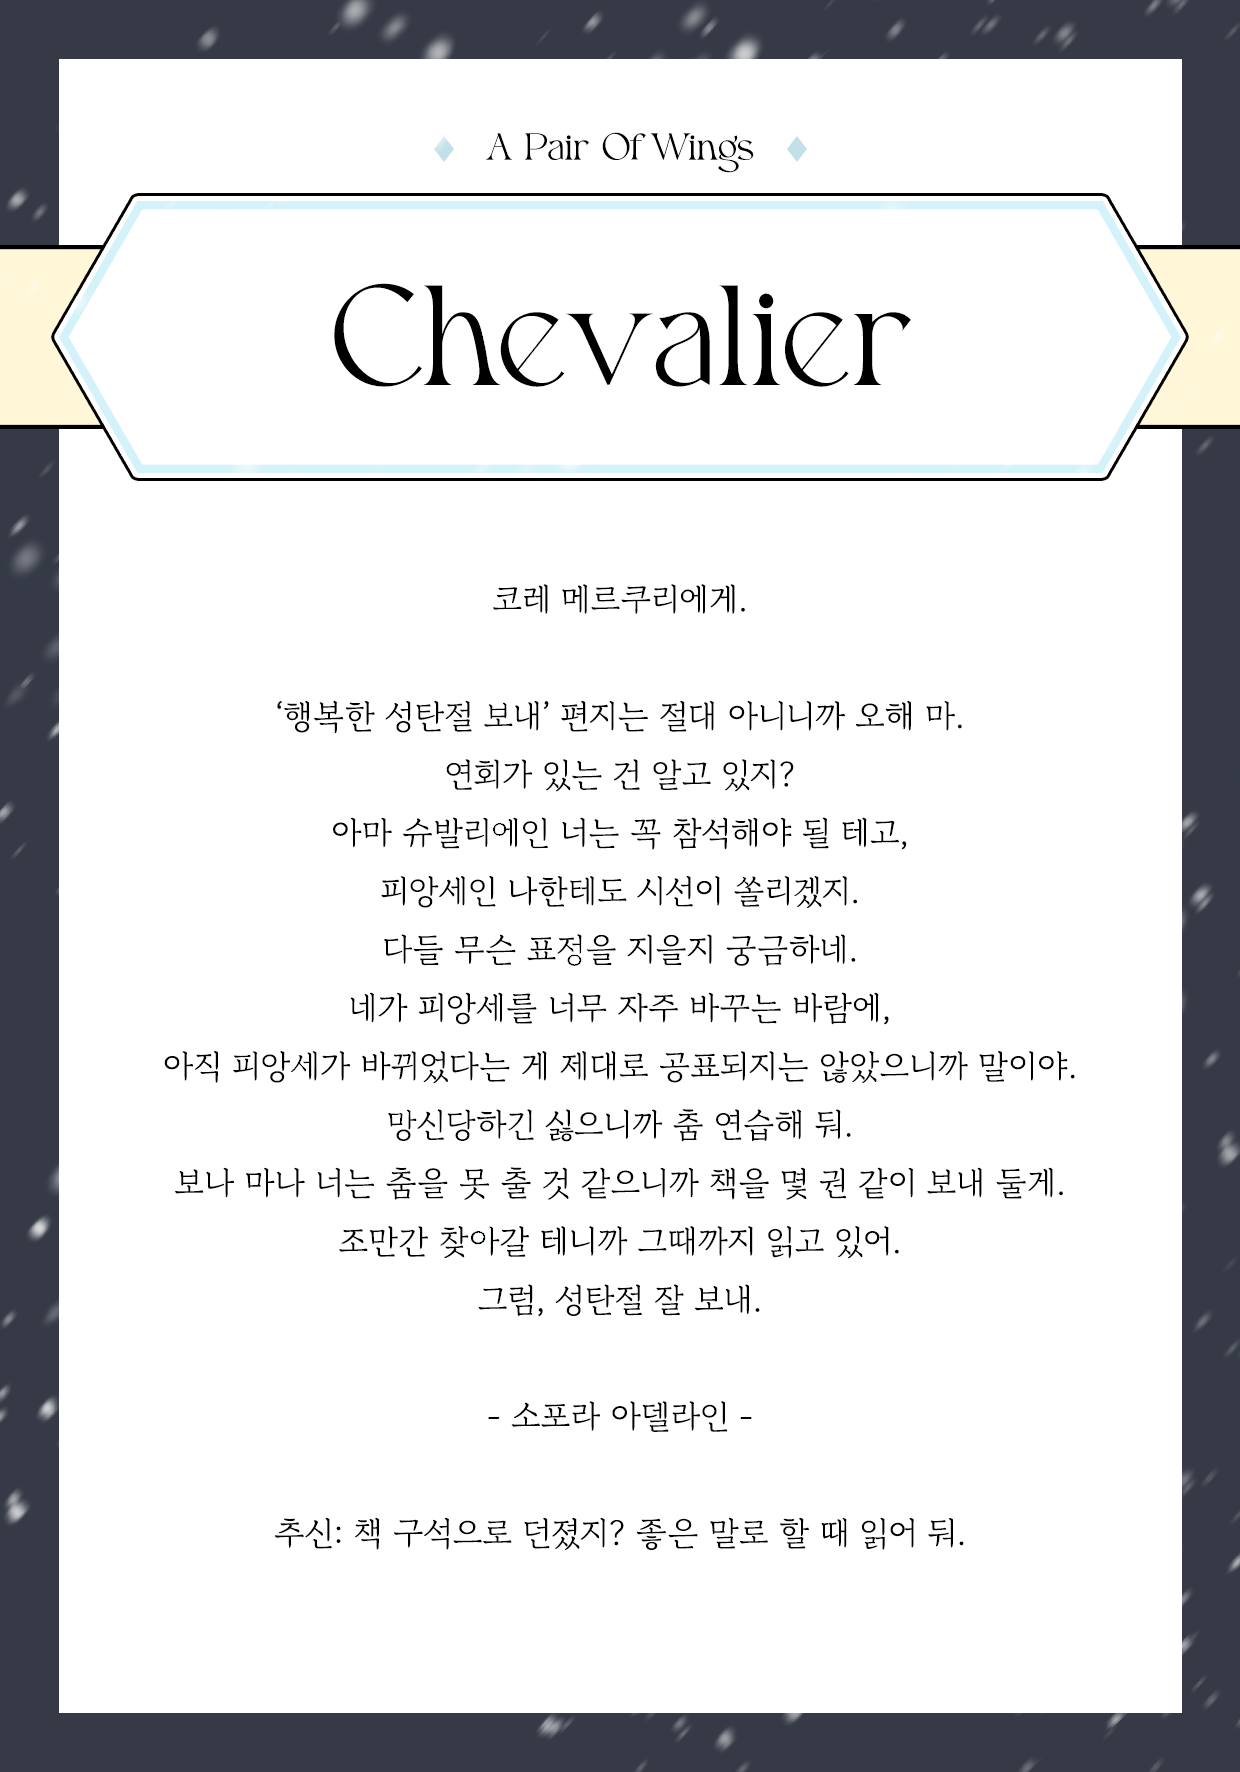 A Pair Of Wings
Chevalier
코레 메르쿠리에게.
‘행복한 성탄절 보내’ 편지는 절대 아니니까 오해 마.
연회가 있는 건 알고 있지?
아마 슈발리에인 너는 꼭 참석해야 될 테고,
피앙세인 나한테도 시선이 쏠리겠지.
다들 무슨 표정을 지을지 궁금하네.
네가 피앙세를 너무 자주 바꾸는 바람에,
아직 피앙세가 바뀌었다는 게 제대로 공표되지는 않았으니까 말이야.
망신당하긴 싫으니까 춤 연습해 둬.
보나 마나 너는 춤을 못 출 것 같으니까 책을 몇 권 같이 보내 둘게.
조만간 찾아갈 테니까 그때까지 읽고 있어.
그럼, 성탄절 잘 보내.
- 소포라 아델라인 -
추신: 책 구석으로 던졌지? 좋은 말로 할 때 읽어 둬.